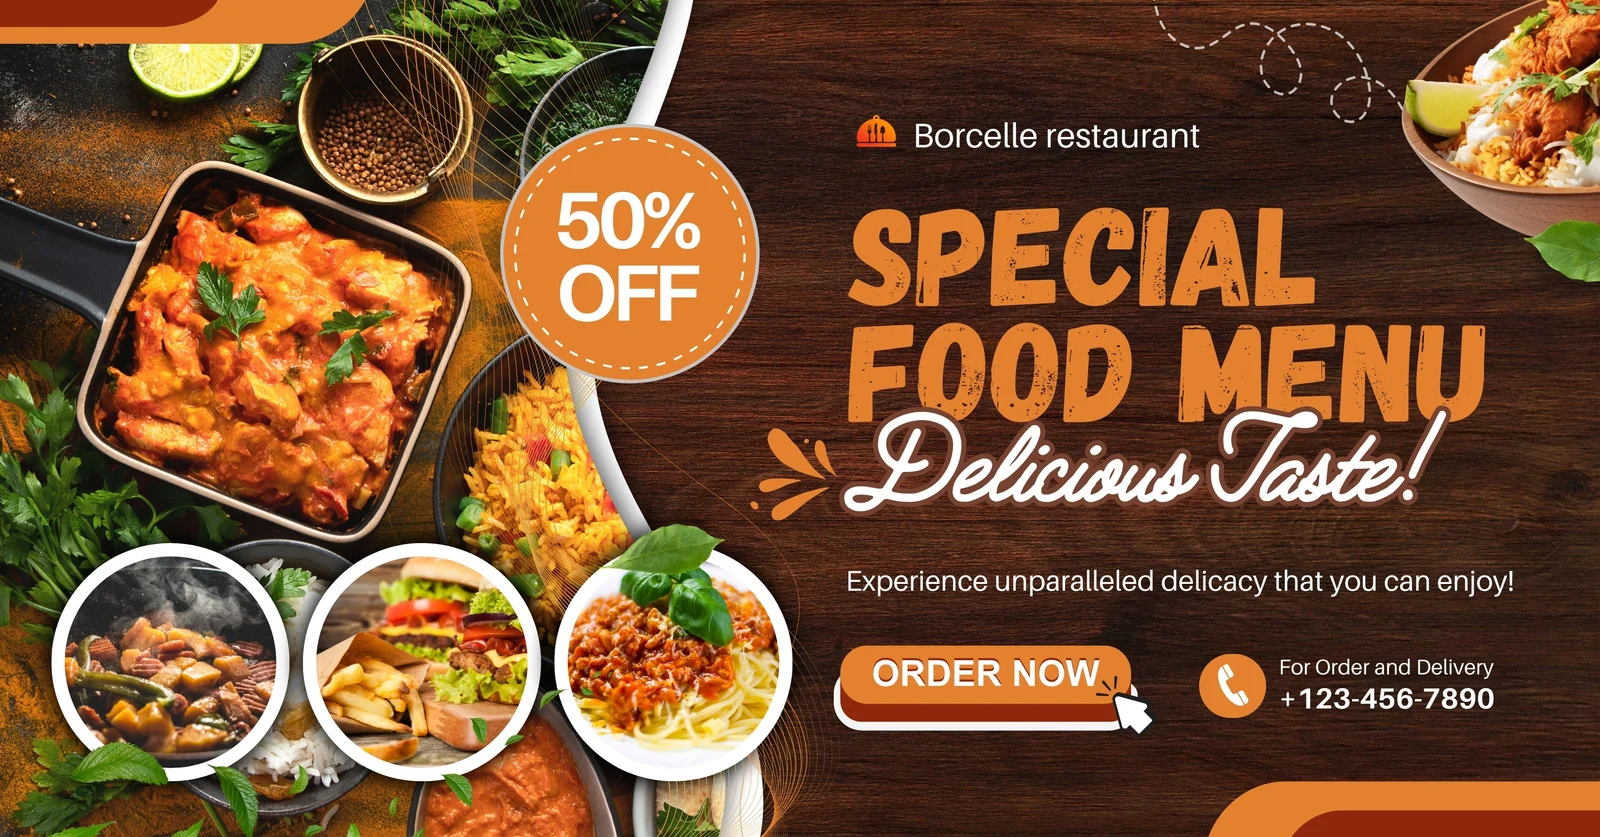 50%
OFF
Borcelle restaurant
SPECIAL
FOOD MENU
Delicious Taste!
Experience unparalleled delicacy that you can enjoy!
ORDER NOW
For Order and Delivery
+123-456-7890